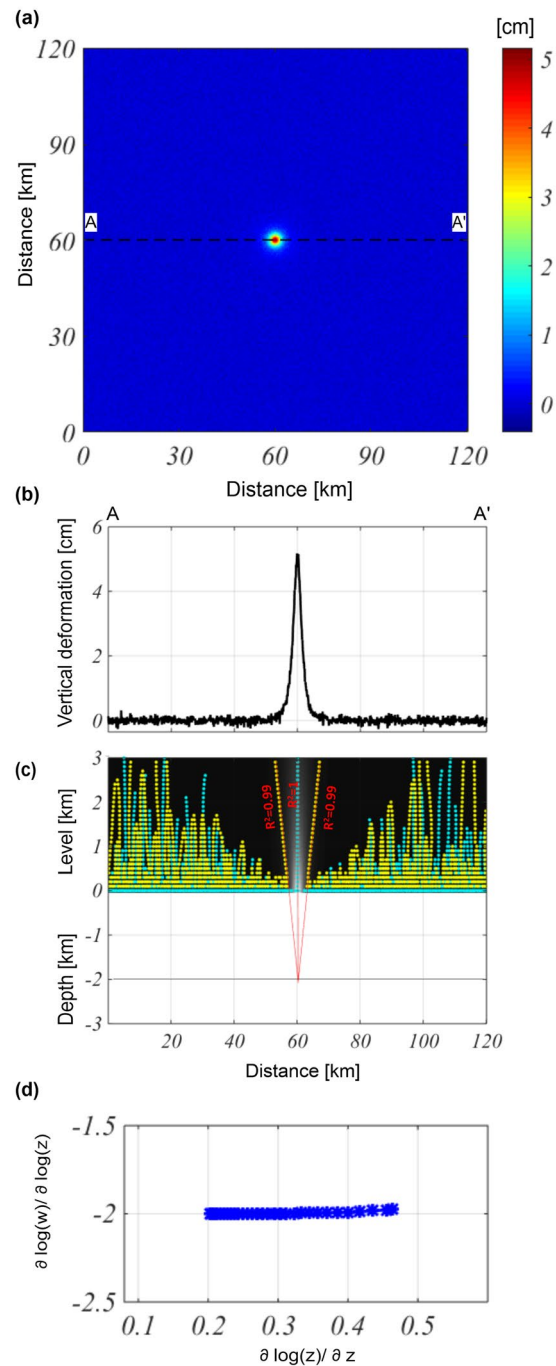 (a)
[cm]
120
90
60
30
0
Distance [km]
A
A'
0
30
60
90
120
Distance [km]
5
4
3
2
1
0
(b)
A
A'
6
4
2
0
Vertical deformation [cm]
(c)
3
2
1
0
-1
-2
-3
Level [km]
Depth [km]
R²=0.99
R²=1
R²=0.99
20
40
60
80
100
120
Distance [km]
(d)
-1.5
-2
-2.5
∂ log(w)/ ∂ log(z)
0.1
0.2
0.3
0.4
0.5
∂ log(z)/ ∂ z